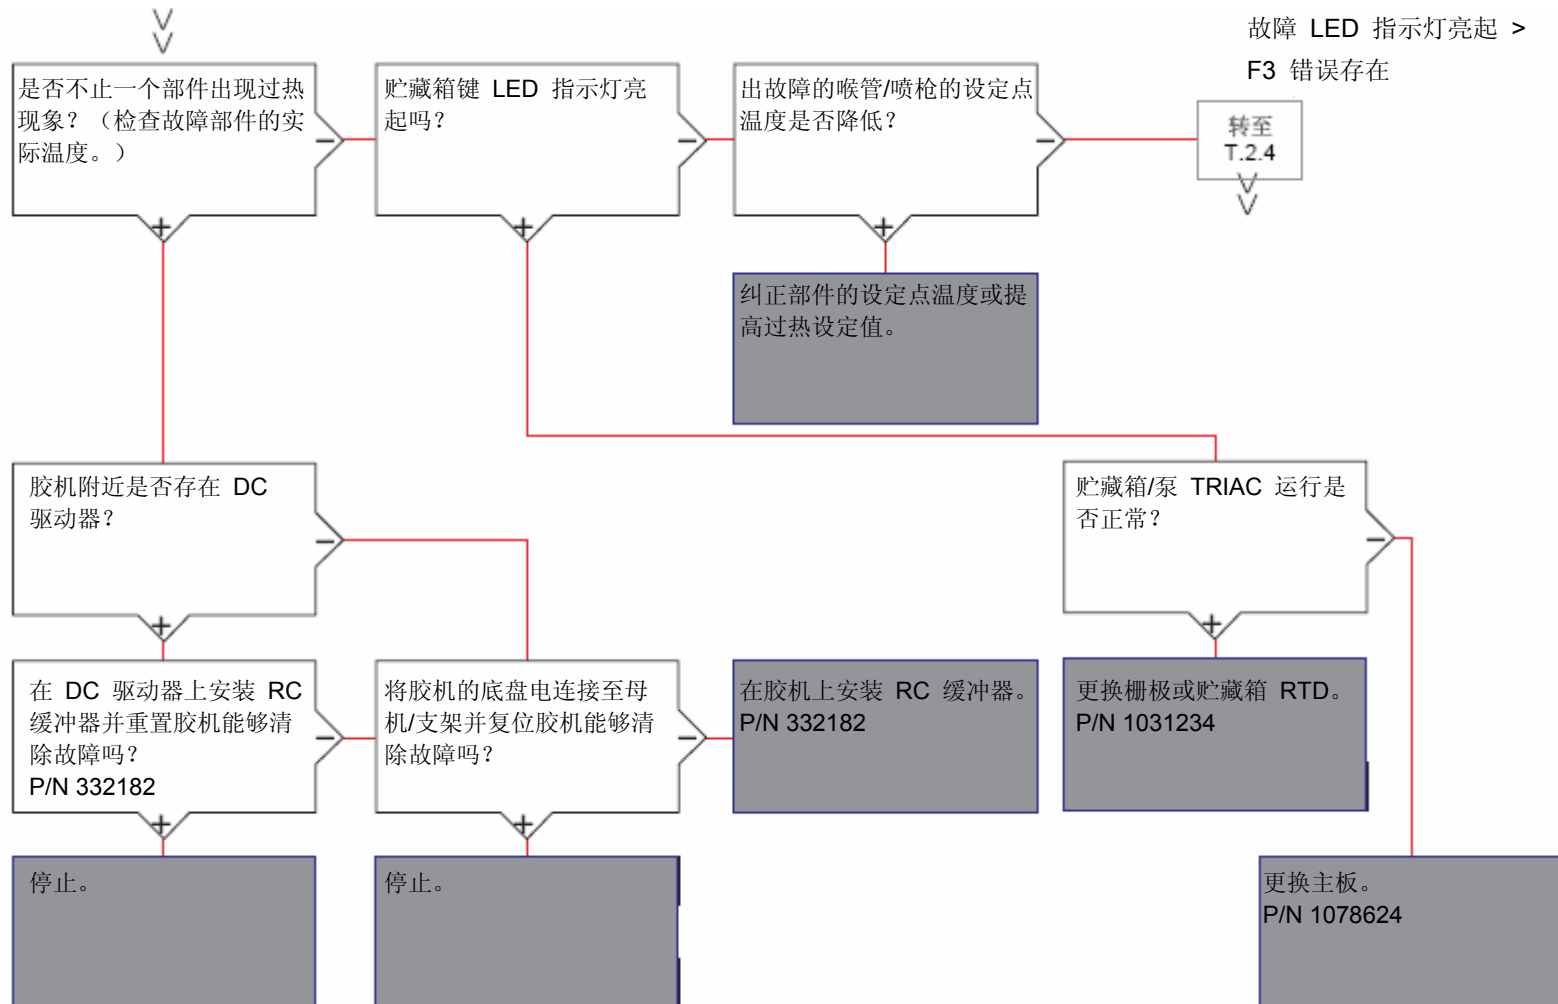 故障 LED 指示灯亮起 >
F3 错误存在
是否不止一个部件出现过热
现象？（检查故障部件的实
际温度。）
贮藏箱键 LED 指示灯亮
起吗？
出故障的喉管/喷枪的设定点
温度是否降低？
转至
T.2.4
纠正部件的设定点温度或提
高过热设定值。
胶机附近是否存在 DC
驱动器？
贮藏箱/泵 TRIAC 运行是
否正常？
在 DC 驱动器上安装 RC
缓冲器并重置胶机能够清
除故障吗？
P/N 332182
将胶机的底盘电连接至母
机/支架并复位胶机能够清
除故障吗？
在胶机上安装 RC 缓冲器。
P/N 332182
更换栅极或贮藏箱 RTD。
P/N 1031234
停止。
停止。
更换主板。
P/N 1078624